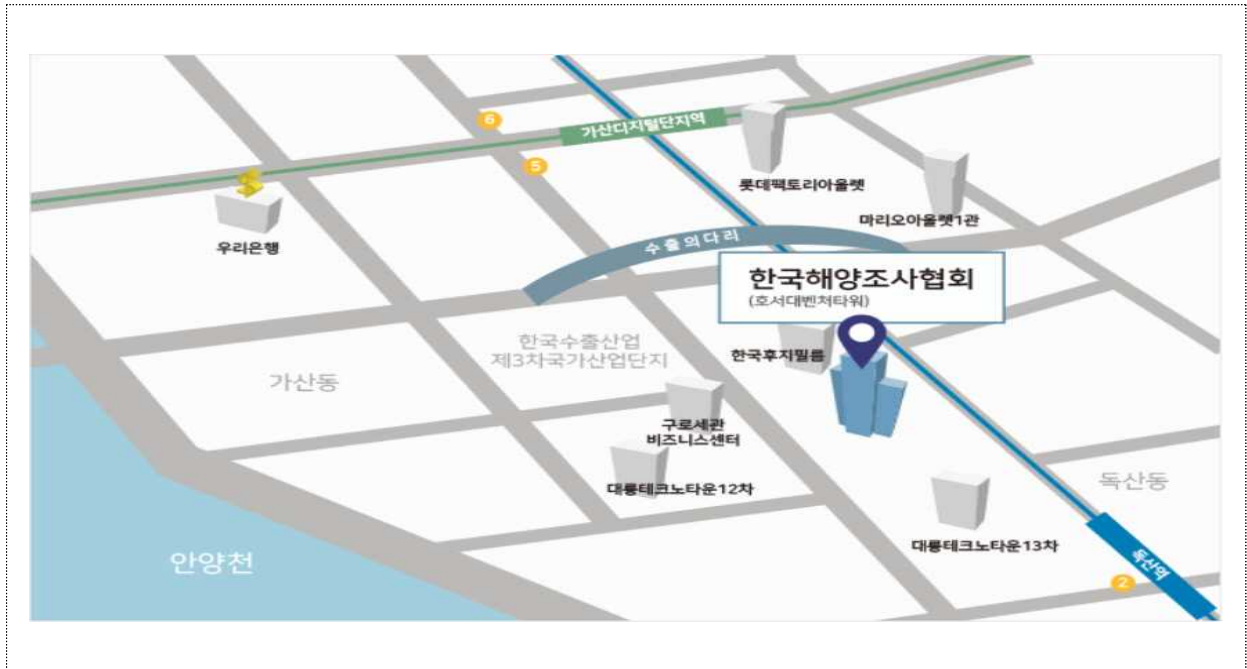 6
가산디지털단지역
5
롯데팩토리아울렛
마리오아울렛1관
우리은행
수출의다리
한국해양조사협회
(호서대벤처타워)
한국수출산업
제3차국가산업단지
한국후지필름
가산동
구로세관
비즈니스센터
대륭테크노타운12차
독산동
대륭테크노타운13차
안양천
독산역
2